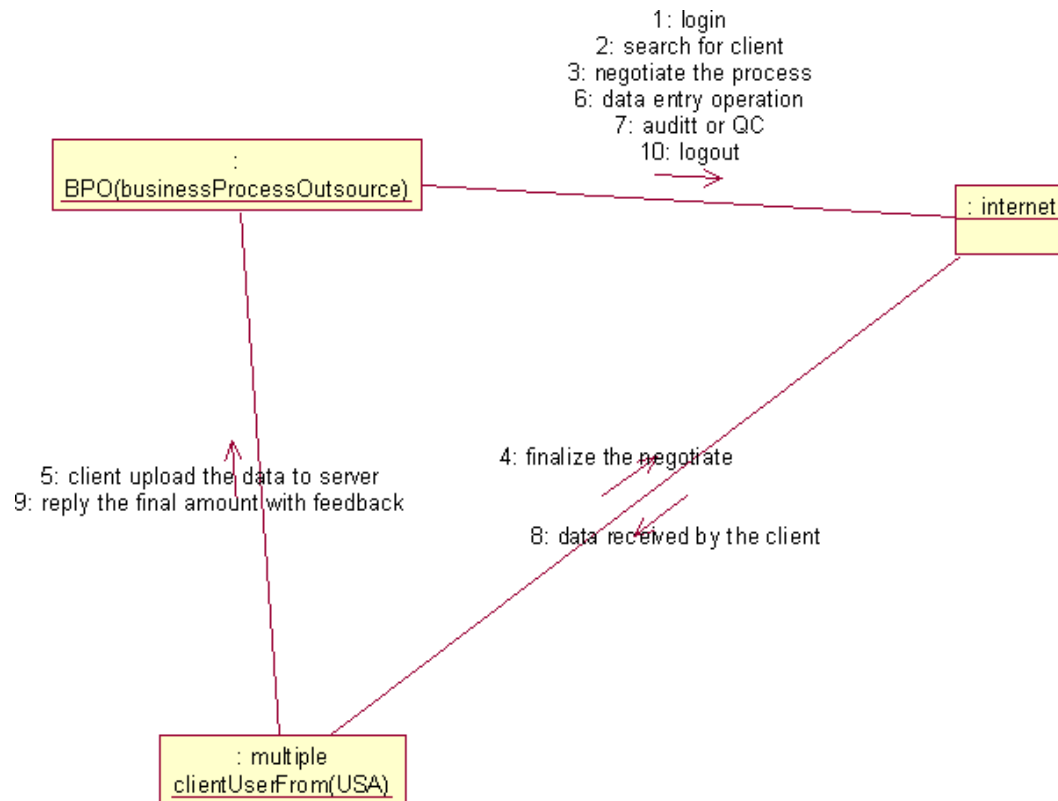 1: login
2: search for client
3: negotiate the process
6: data entry operation
7: auditt or QC
10: logout
:
BPO(businessProcessOutsource)
: internet
4: finalize the negotiate
5: client upload the data to server
9: reply the final amount with feedback
8: data received by the client
: multiple
clientUserFrom(USA)